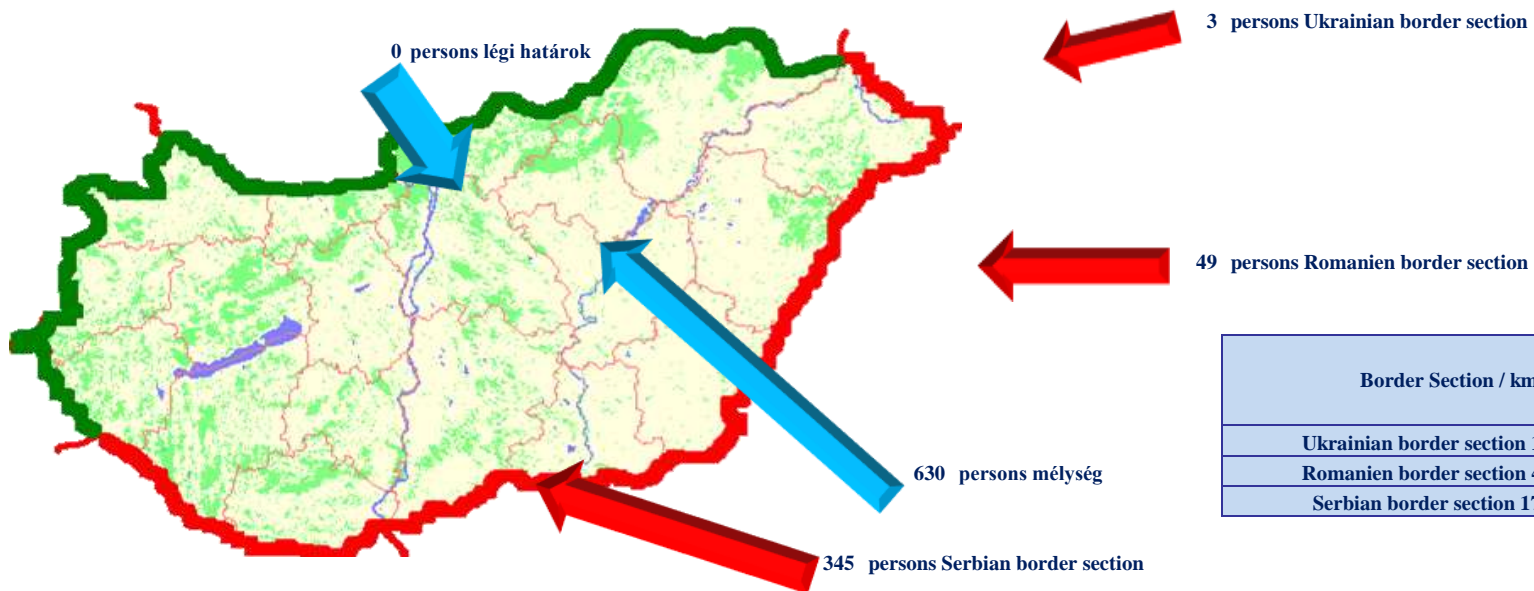 3 persons Ukrainian border section
0 persons légi határok
49 persons Romanien border section
Border Section / km
Ukrainian border section
Romanien border section
Serbian border section
630 persons mélység
345 persons Serbian border section